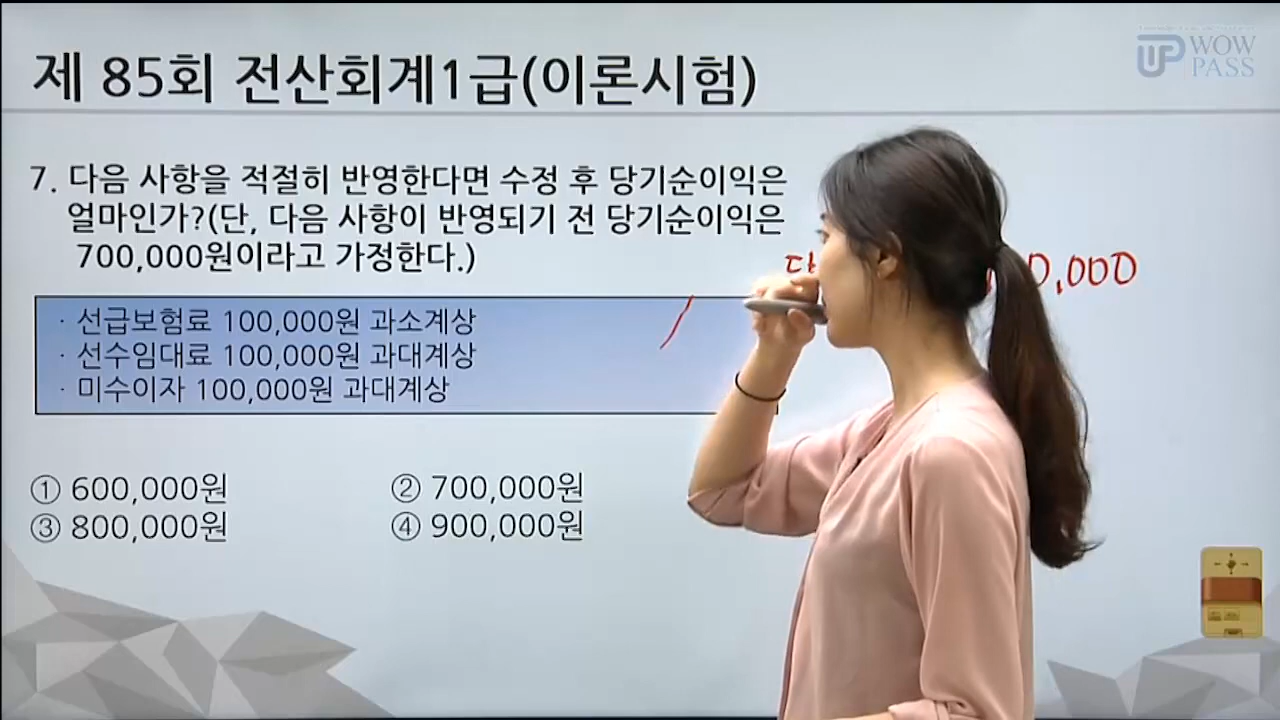 제 85회 전산회계1급(이론시험)
UP WOW PASS
7. 다음 사항을 적절히 반영한다면 수정 후 당기순이익은
얼마인가?(단, 다음 사항이 반영되기 전 당기순이익은
700,000원이라고 가정한다.)
0,000
· 선급보험료 100,000원 과소계상
· 선수임대료 100,000원 과대계상
· 미수이자 100,000원 과대계상
① 600,000원 ② 700,000원
③ 800,000원 ④ 900,000원